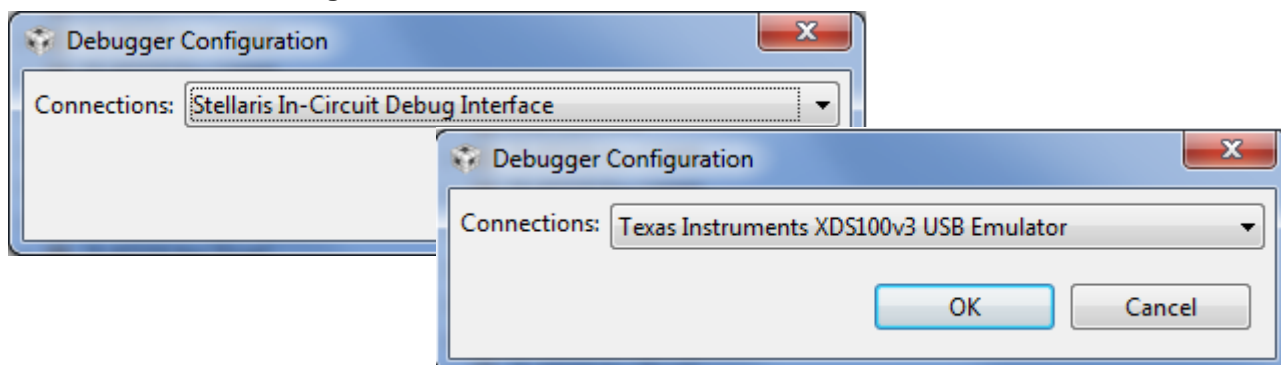 Debugger Configuration
Connections: Stellaris In-Circuit Debug Interface
Debugger Configuration
Connections: Texas Instruments XDS100v3 USB Emulator
OK Cancel